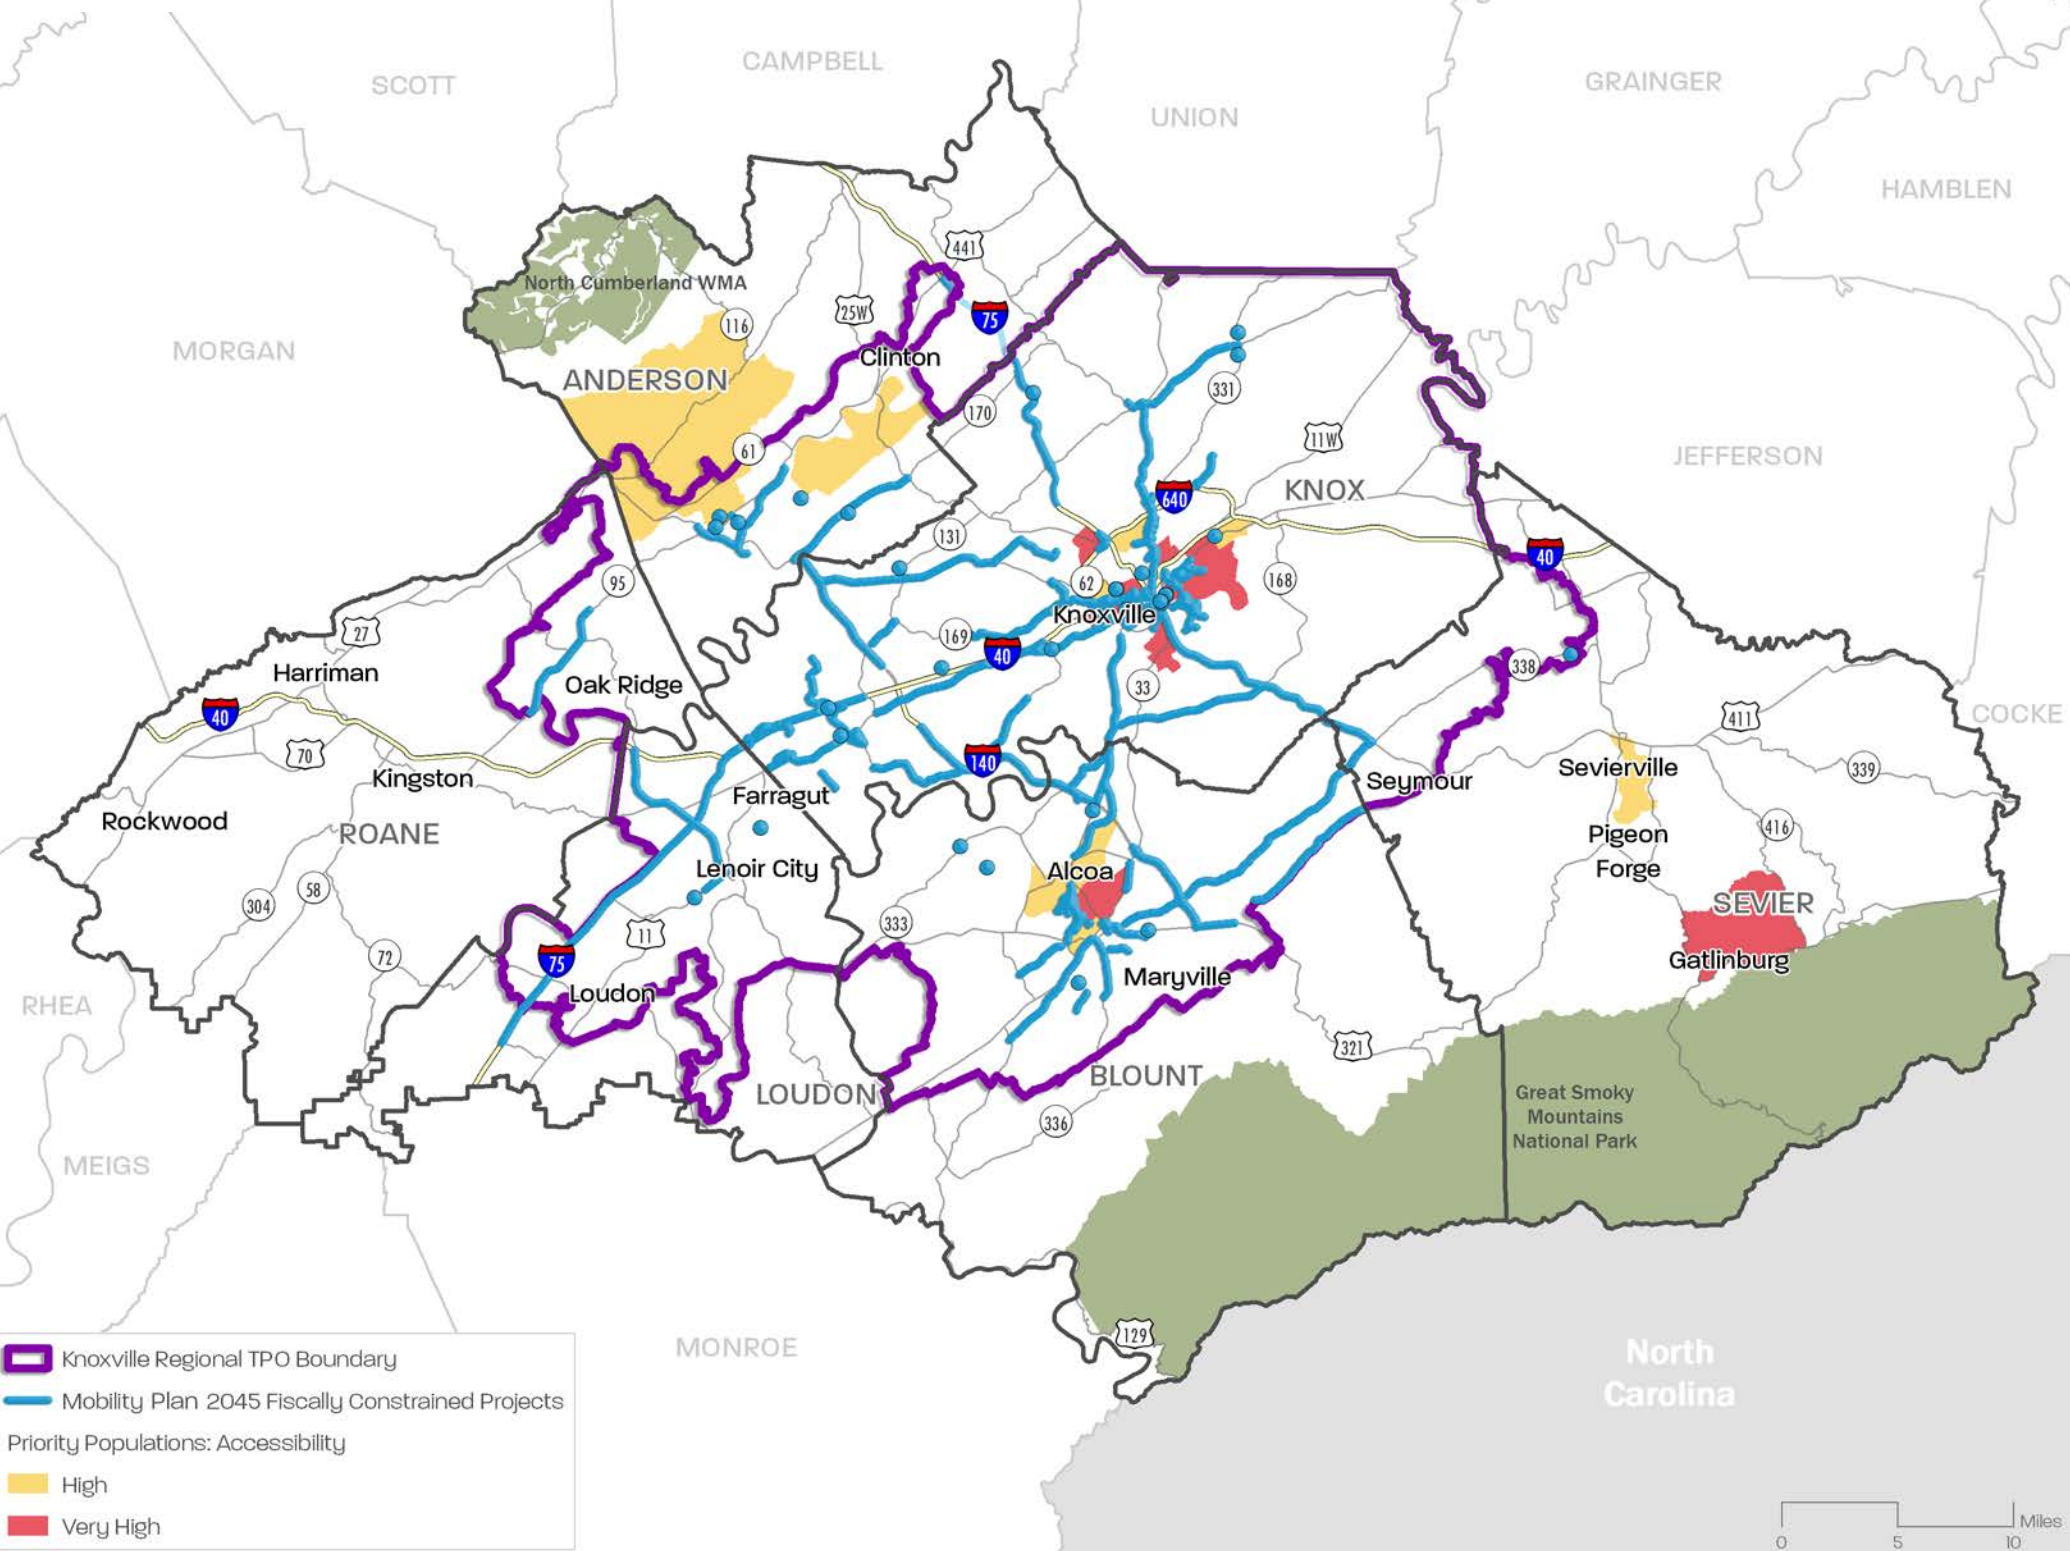 CAMPBELL
SCOTT
GRAINGER
UNION
HAMBLEN
441
North Cumberland WMA
25W
75
116
MORGAN
Clinton
ANDERSON
331
170
11W
61
JEFFERSON
KNOX
640
131
40
95
62
168
Knoxville
27
169
40
338
Harriman
Oak Ridge
33
40
411
COCKE
70
140
Kingston
Seymour
Sevierville
339
Farragut
Rockwood
ROANE
416
Pigeon
Forge
Lenoir City
Alcoa
58
304
SEVIER
333
11
72
75
Gatlinburg
Maryville
Loudon
RHEA
321
BLOUNT
LOUDON
Great Smoky
Mountains
National Park
336
MEIGS
129
MONROE
North
Carolina
Knoxville Regional TPO Boundary
Mobility Plan 2045 Fiscally Constrained Projects
Priority Populations: Accessibility
High
Very High
Miles
0 5 10